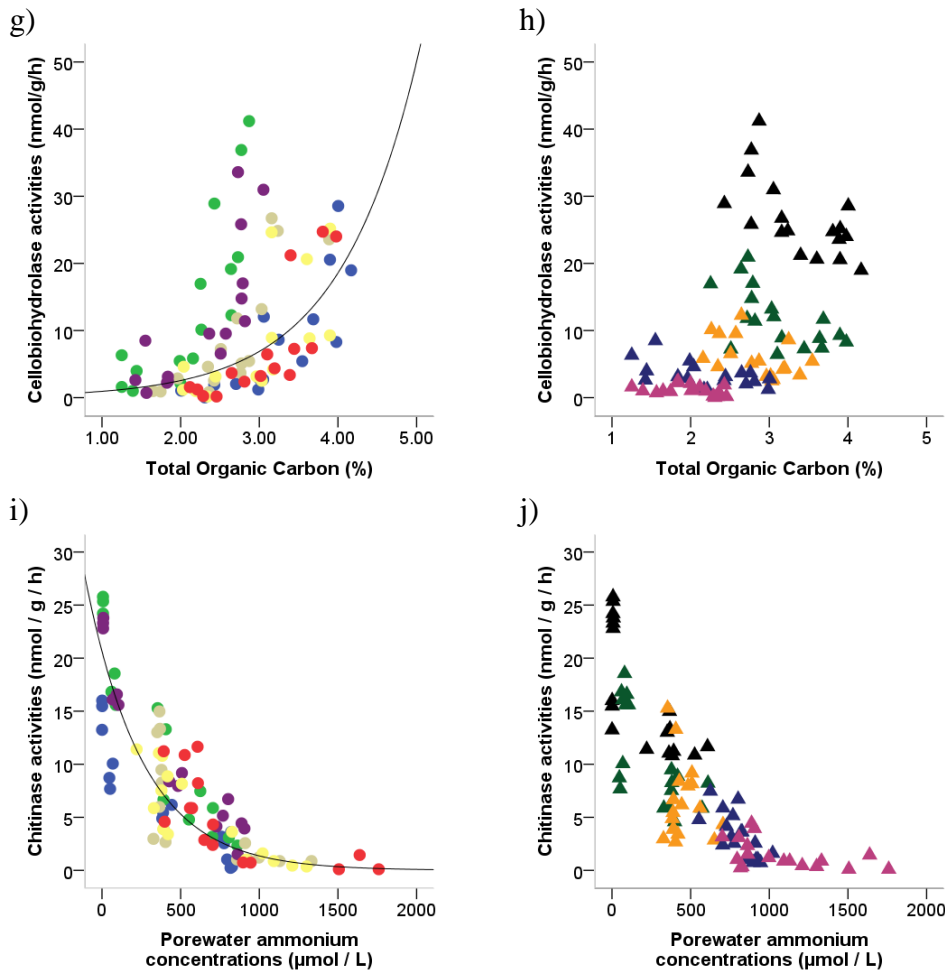 g)
h)
Cellobiohydrolase activities (nmol/g/h)
50
40
30
20
10
0
1.00 2.00 3.00 4.00 5.00
Total Organic Carbon (%)
Cellobiohydrolase activities (nmol/g/h)
50
40
30
20
10
0
1 2 3 4 5
Total Organic Carbon (%)
i)
j)
Chitinase activities (nmol / g / h)
30
25
20
15
10
5
0
0 500 1000 1500 2000
Porewater ammonium
concentrations (µmol / L)
Chitinase activities (nmol / g / h)
30
25
20
15
10
5
0
0 500 1000 1500 2000
Porewater ammonium
concentrations (µmol / L)